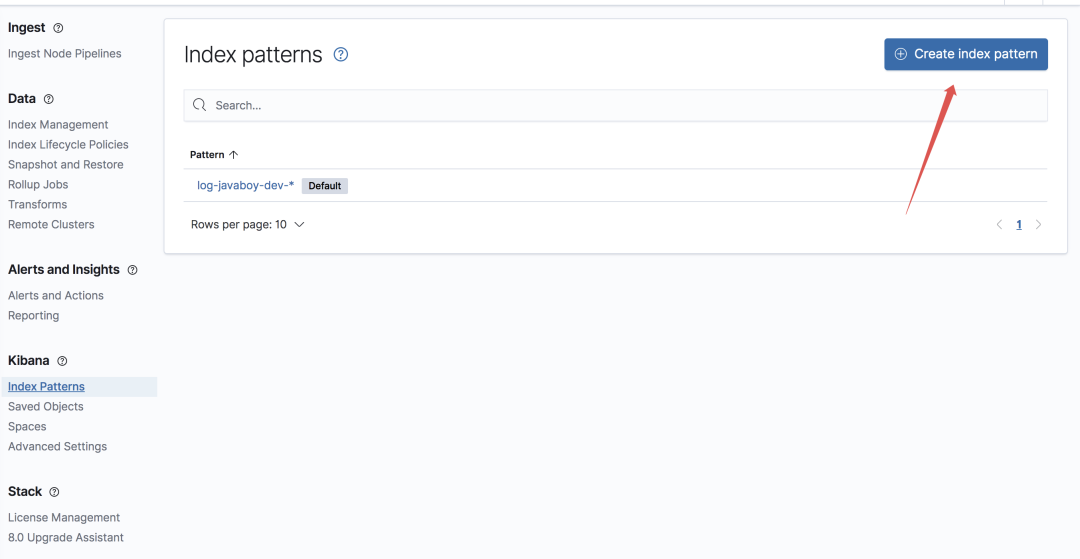 Ingest
Ingest Node Pipelines
Data
Index Management
Index Lifecycle Policies
Snapshot and Restore
Rollup Jobs
Transforms
Remote Clusters
Alerts and Insights
Alerts and Actions
Reporting
Kibana
Index Patterns
Saved Objects
Spaces
Advanced Settings
Stack
License Management
8.0 Upgrade Assistant
Index patterns
Create index pattern
Search...
Pattern
log-javaboy-dev-* Default
Rows per page: 10
1